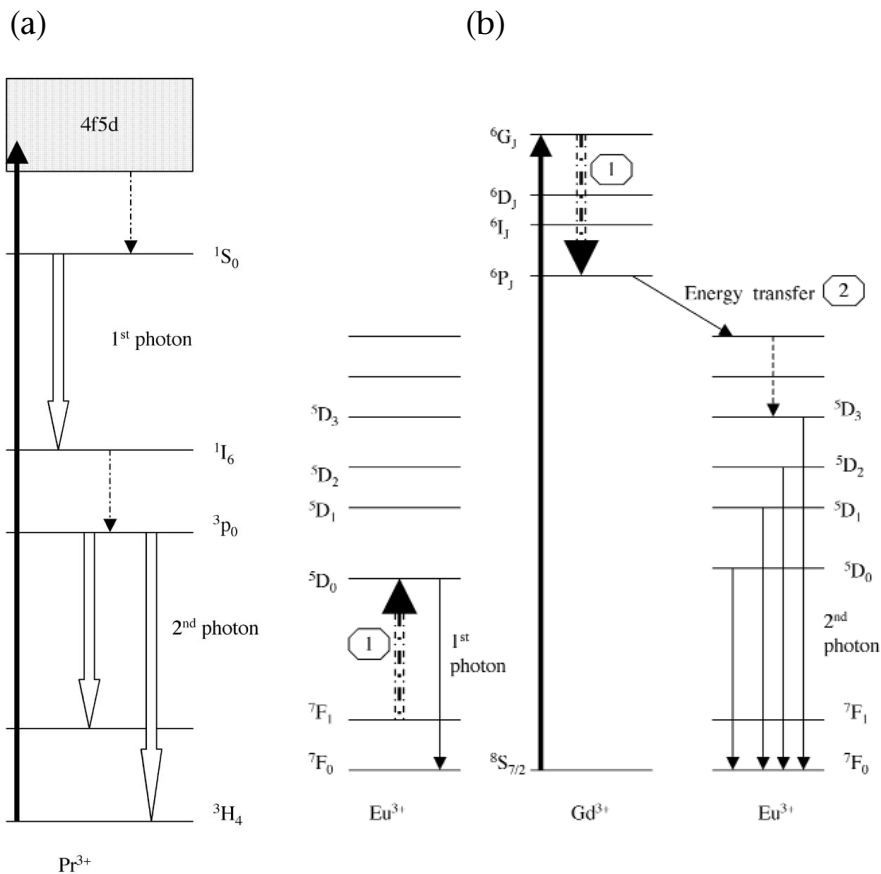 (a)
4f5d
¹S₀
1ˢᵗ photon
¹I₆
³p₀
2ⁿᵈ photon
³H₄
Pr³⁺
(b)
⁵D₃
⁵D₂
⁵D₁
⁵D₀
1
1ˢᵗ
photon
⁷F₁
⁷F₀
Eu³⁺
⁶G_J
1
⁶D_J
⁶I_J
⁶P_J
Energy transfer 2
⁸S₇/₂
Gd³⁺
⁵D₃
⁵D₂
⁵D₁
⁵D₀
2ⁿᵈ
photon
⁷F₁
⁷F₀
Eu³⁺